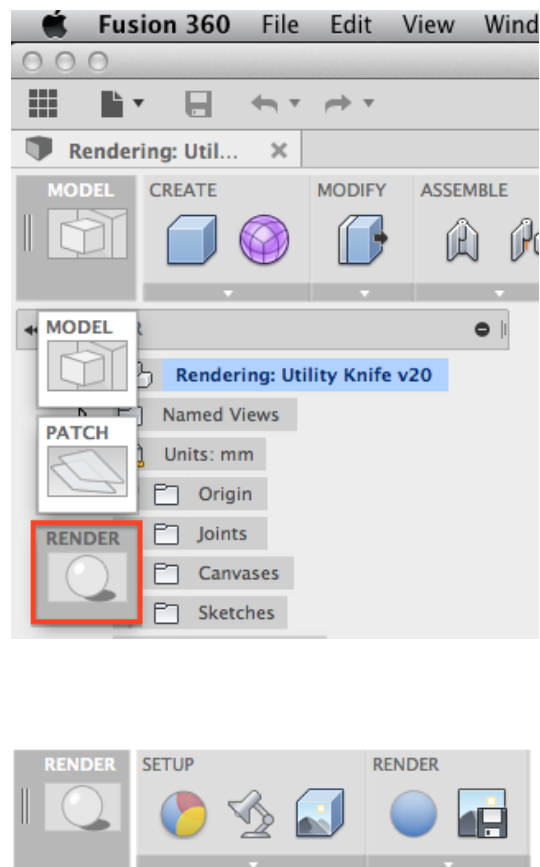 Fusion 360 File Edit View Wind
Rendering: Util...
MODEL CREATE MODIFY ASSEMBLE
MODEL
Rendering: Utility Knife v20
Named Views
PATCH
Units: mm
Origin
RENDER
Joints
Canvases
Sketches
RENDER SETUP RENDER